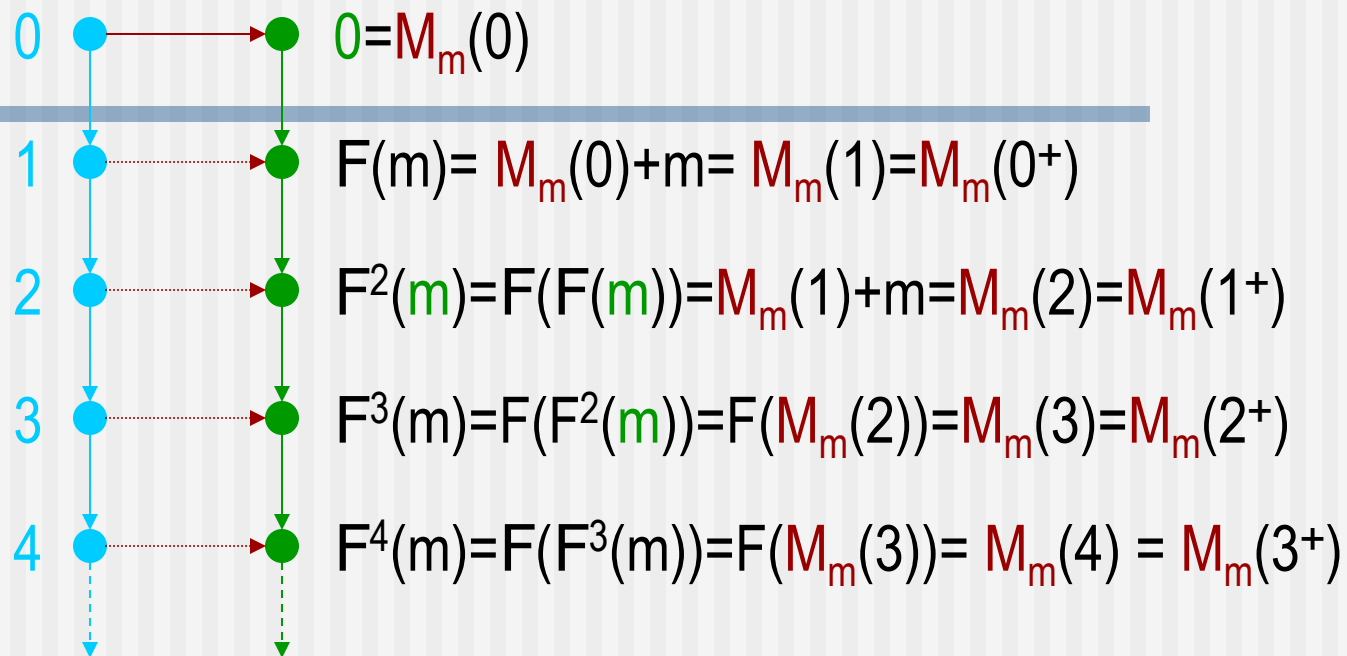 0 0=Mₘ(0)
1 F(m)= Mₘ(0)+m= Mₘ(1)=Mₘ(0⁺)
2 F²(m)=F(F(m))=Mₘ(1)+m=Mₘ(2)=Mₘ(1⁺)
3 F³(m)=F(F²(m))=F(Mₘ(2))=Mₘ(3)=Mₘ(2⁺)
4 F⁴(m)=F(F³(m))=F(Mₘ(3))= Mₘ(4) = Mₘ(3⁺)